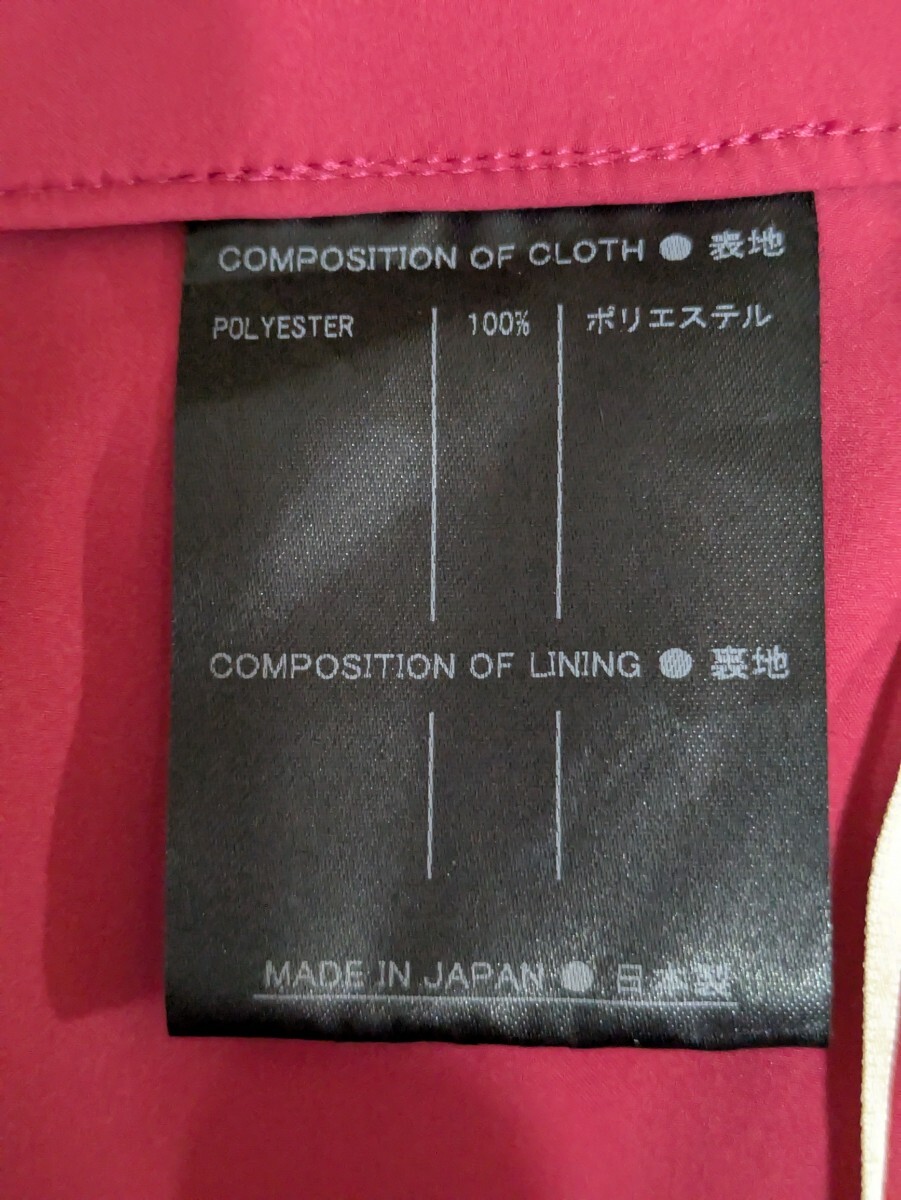 COMPOSITION OF CLOTH ● 表地
POLYESTER 100% ポリエステル
COMPOSITION OF LINING ● 裏地
MADE IN JAPAN ● 日本製